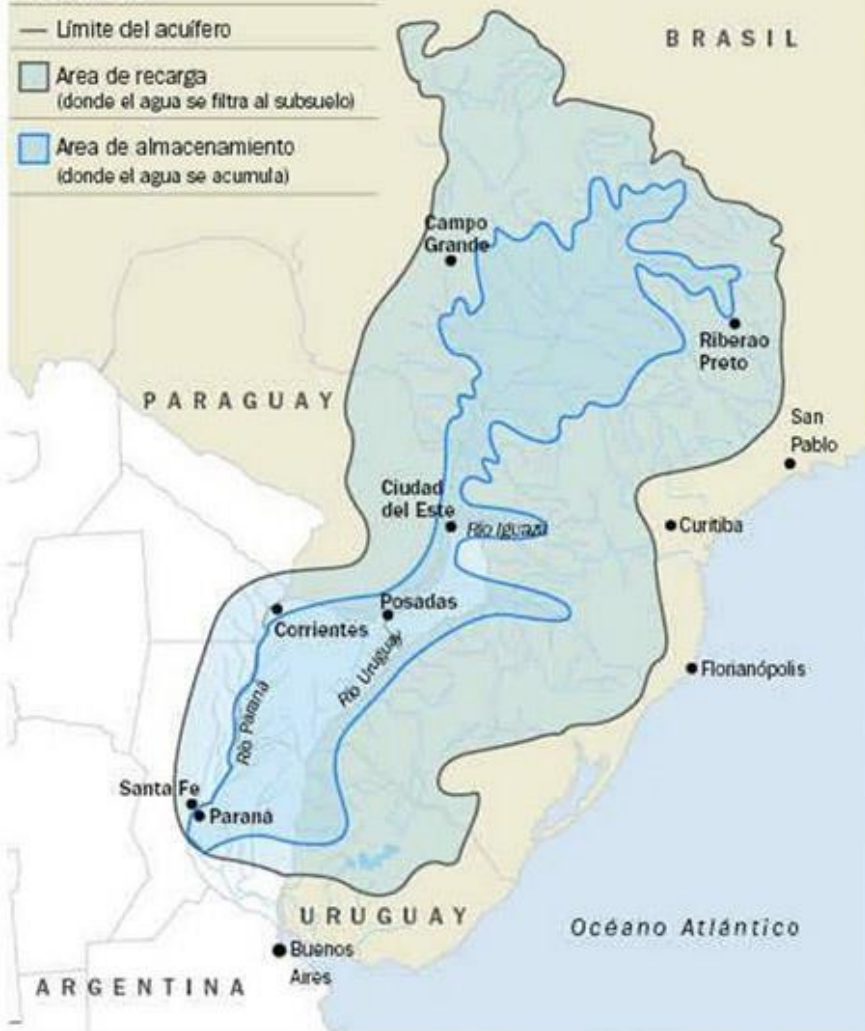 Límite del acuífero
Area de recarga
(donde el agua se filtra al subsuelo)
Area de almacenamiento
(donde el agua se acumula)
BRASIL
Campo
Grande
Riberao
Preto
PARAGUAY
San
Pablo
Ciudad
del Este
Río Iguazú
Curitiba
Posadas
Corrientes
Río Uruguay
Florianópolis
Río Paraná
Santa Fe
Paraná
URUGUAY
Océano Atlántico
Buenos
Aires
ARGENTINA